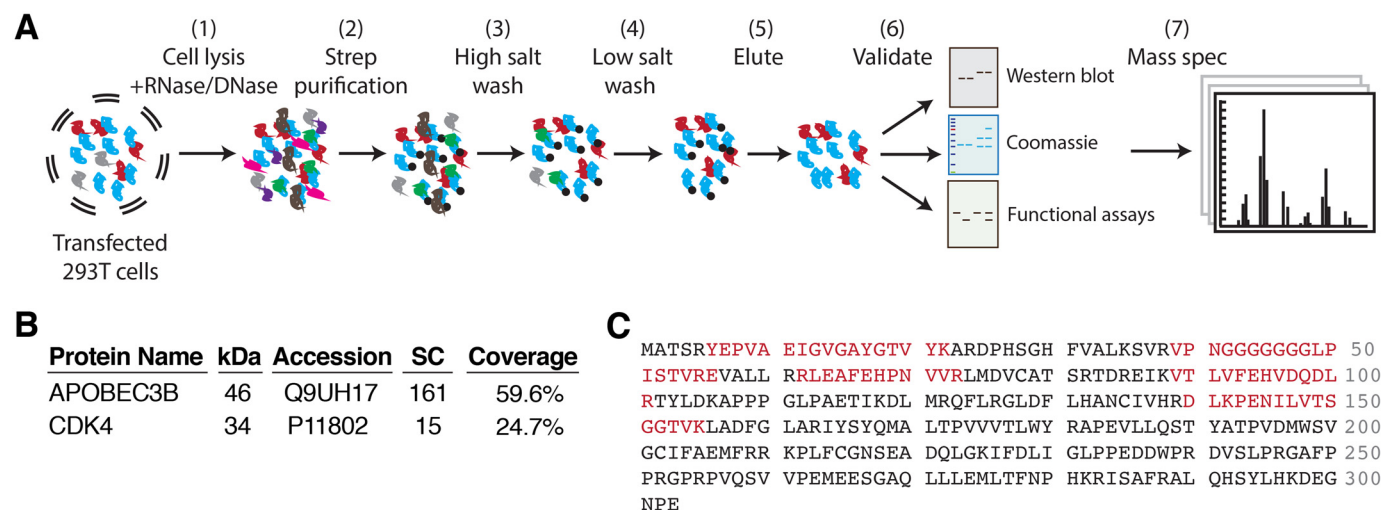 A
(1) (2) (3) (4) (5) (6) (7)
Cell lysis Strep High salt Low salt Elute Validate Mass spec
+RNase/DNase purification wash wash
Western blot
Coomassie
Functional assays
Transfected
293T cells
B
Protein Name kDa Accession SC Coverage
APOBEC3B 46 Q9UH17 161 59.6%
CDK4 34 P11802 15 24.7%
C
MATSRYEPVA EIGVGAYGTV YKARDPHSGH FVALKSVRVP NGGGGGGGLP 50
ISTVREVALL RRLEAFEHPN VVRLMDVCAT SRTDREIKVT LVFEHVDQDL 100
RTYLDKAPPP GLPAETIKDL MRQFLRGLDF LHANCIVHRD LKPENILVTS 150
GGTVKLADFG LARIYSYQMA LTPVVVTLWY RAPEVLLQST YATPVDMWSV 200
GCIFAEMFRR KPLFCGNSEA DQLGKIFDLI GLPPEDDWPR DVSLPRGAFP 250
PRGPRPVQSV VPEMEESGAQ LLLEMLTFNP HKRISAFRAL QHSYLHKDEG 300
NPE